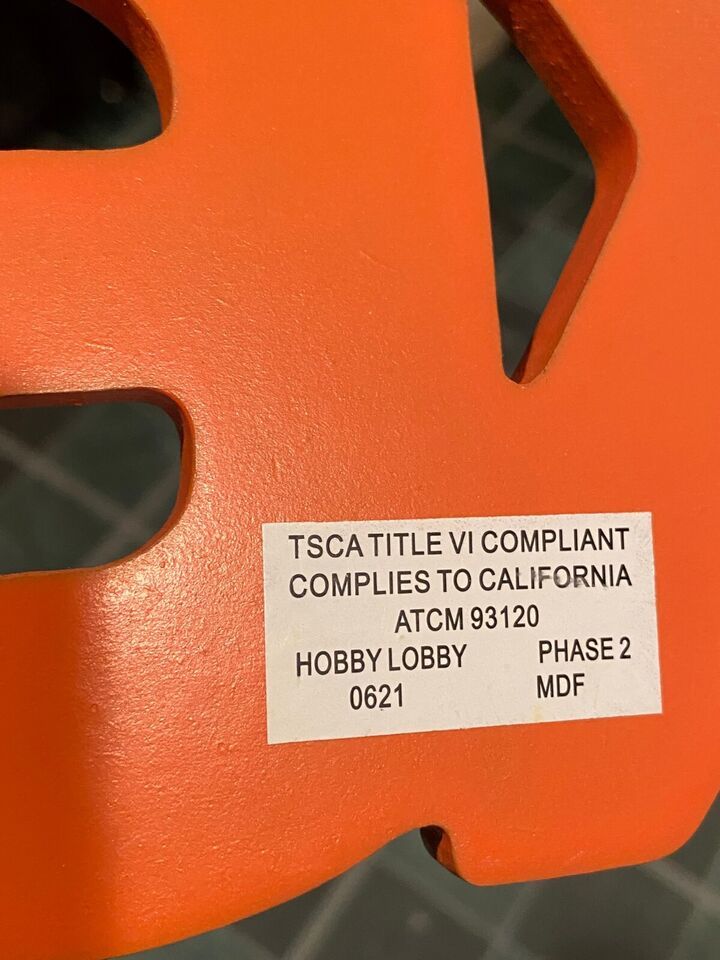 TSCA TITLE VI COMPLIANT
COMPLIES TO CALIFORNIA
ATCM 93120
HOBBY LOBBY PHASE 2
0621 MDF